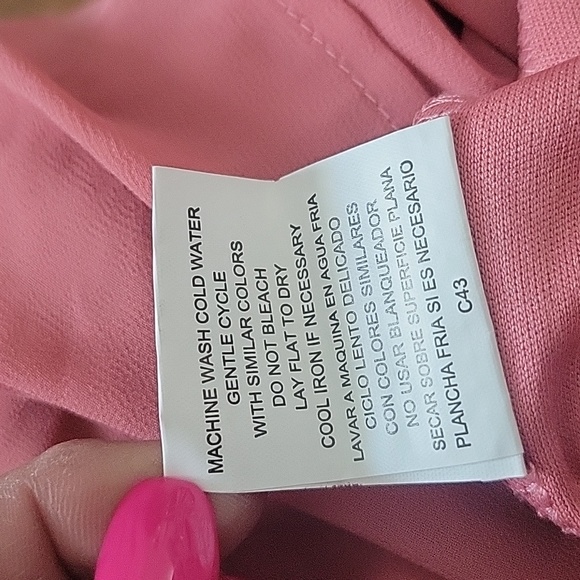 MACHINE WASH COLD WATER
GENTLE CYCLE
WITH SIMILAR COLORS
DO NOT BLEACH
LAY FLAT TO DRY
COOL IRON IF NECESSARY
LAVAR A MAQUINA EN AGUA FRIA
CICLO LENTO DELICADO
CON COLORES SIMILARES
NO USAR BLANQUEADOR
SECAR SOBRE SUPERFICIE PLANA
PLANCHA FRIA SI ES NECESARIO
C43